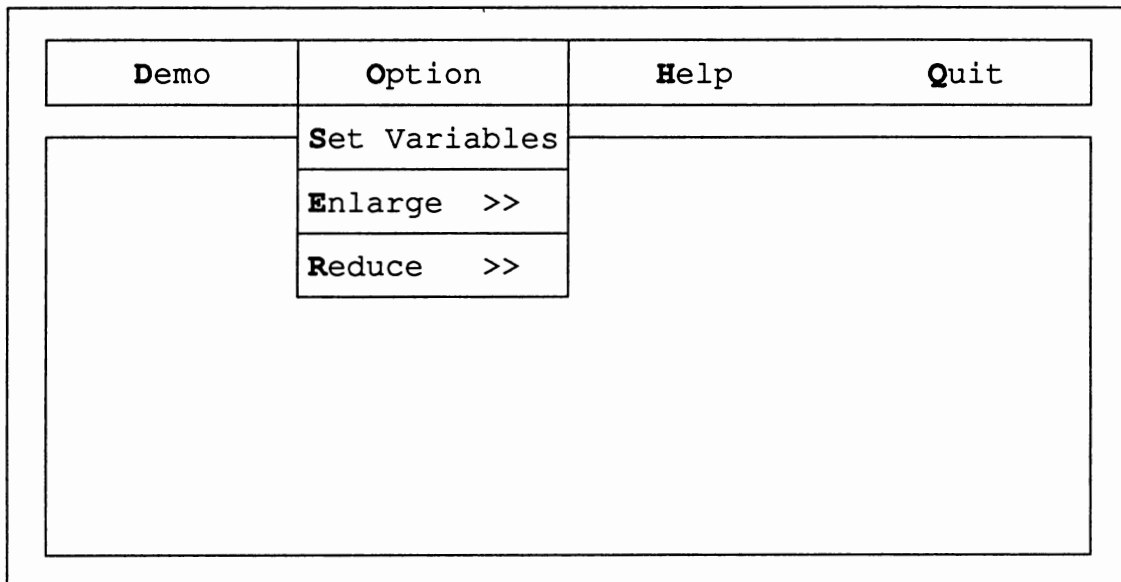 Demo Option Help Quit
Set Variables
Enlarge >>
Reduce >>